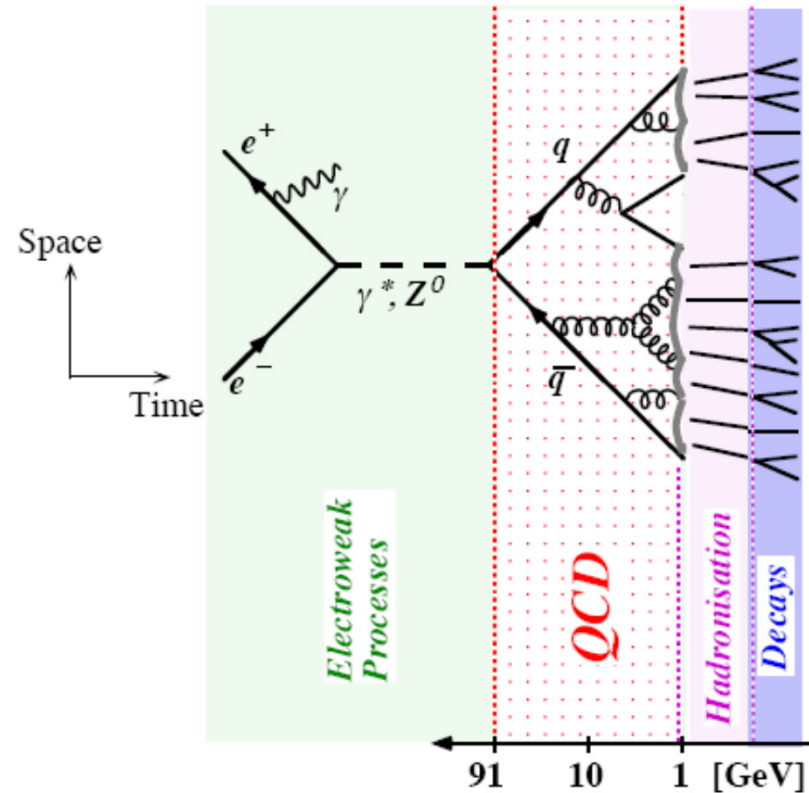 e⁺
γ
q
Space
γ*, Z⁰
Time
e⁻
q̄
Electroweak
Processes
QCD
Hadronisation
Decays
91 10 1 [GeV]